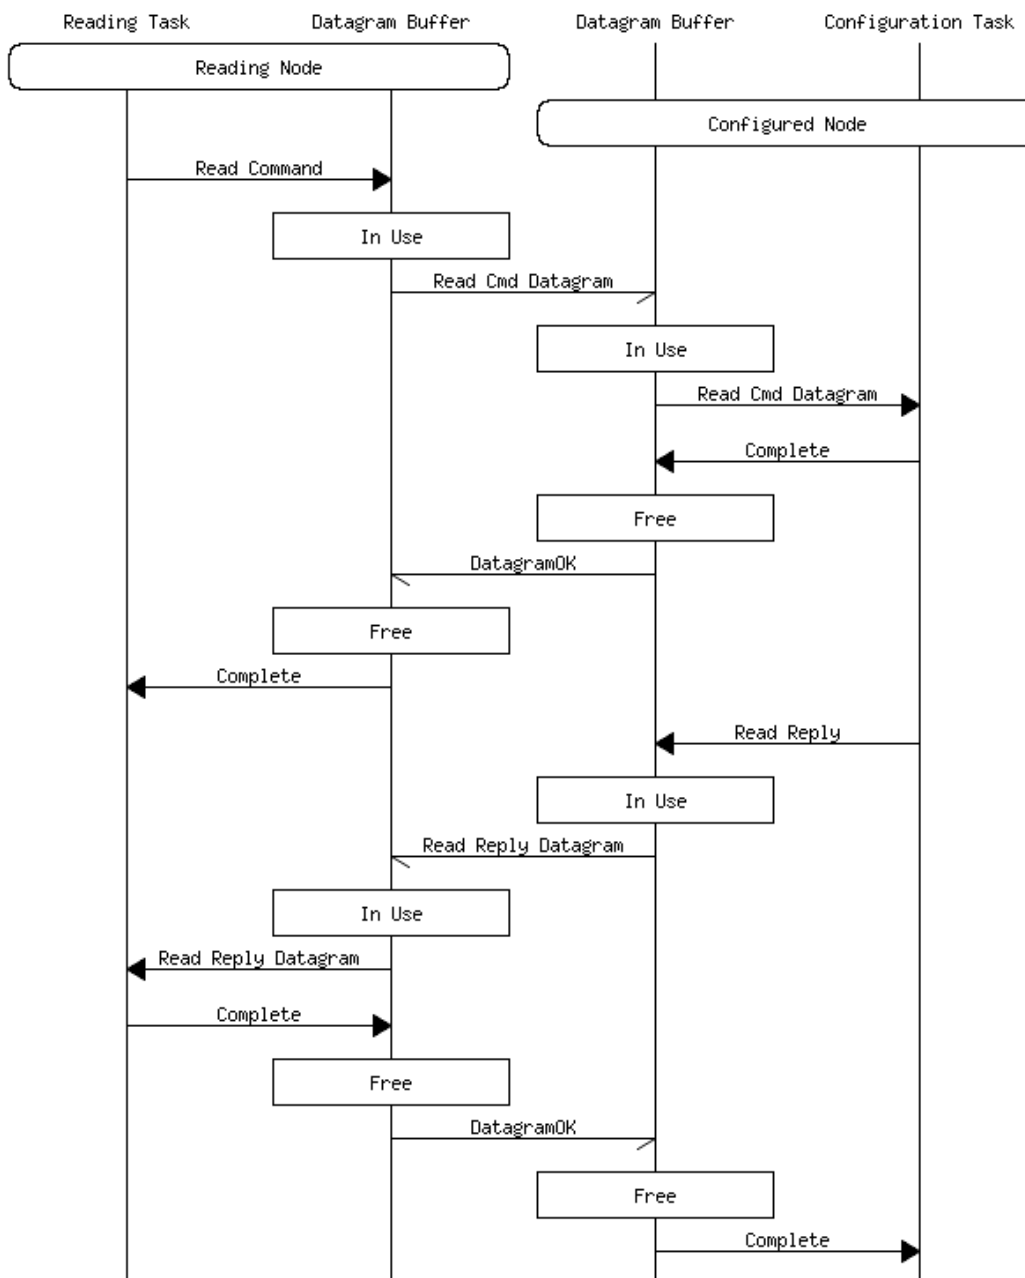 Reading Task
Datagram Buffer
Datagram Buffer
Configuration Task
Reading Node
Configured Node
Read Command
In Use
Read Cmd Datagram
In Use
Read Cmd Datagram
Complete
Free
DatagramOK
Free
Complete
Read Reply
In Use
Read Reply Datagram
In Use
Read Reply Datagram
Complete
Free
DatagramOK
Free
Complete